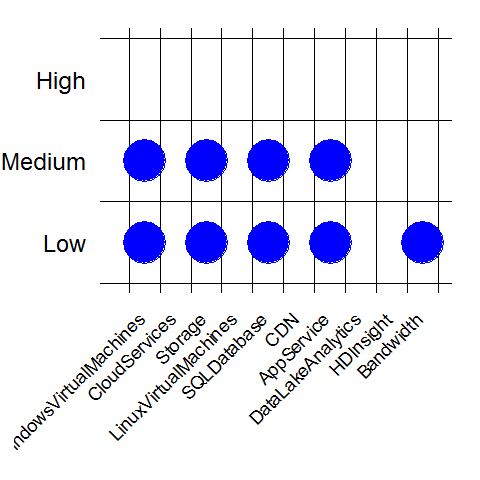 High
Medium
Low
ndowsVirtualMachines
CloudServices
Storage
LinuxVirtualMachines
SQLDatabase
CDN
AppService
DataLakeAnalytics
HDInsight
Bandwidth